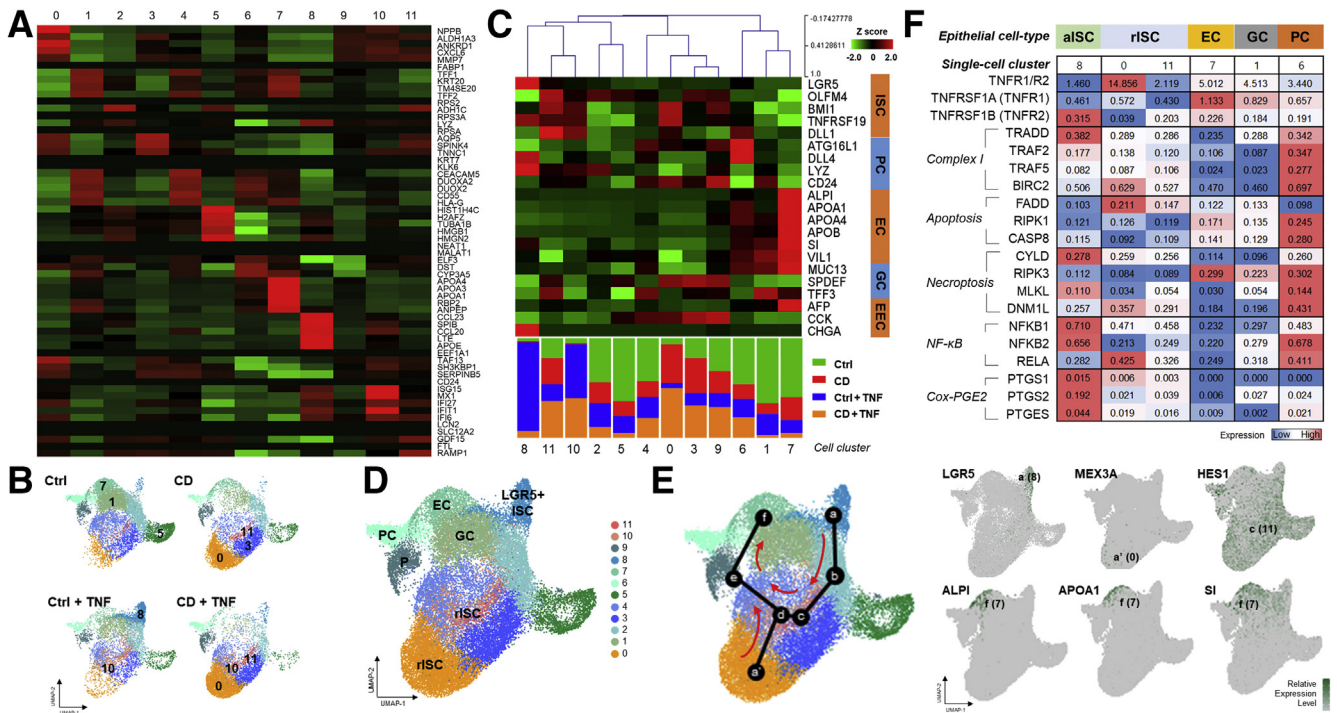 A
0 1 2 3 4 5 6 7 8 9 10 11
NPPB
ALDH1A3
ANKRD1
CXCL6
MMP7
FABP1
TFF1
KRT20
TM4SE20
TFF2
RPS2
ADH1C
RPS3A
LYZ
RPSA
AQP5
SPINK4
TNNC1
KRT7
KLK6
CEACAM5
DUOXA2
DUOX2
CD55
HLA-G
HIST1H4C
H2AFZ
TUBA1B
HMGB1
HMGN2
NEAT1
MALAT1
ELF3
DST
CYP3A5
APOA4
APOA3
APOA1
RBP2
ANPEP
CCL23
SPIB
CCL20
LTE
APOE
EEF1A1
TAF13
SH3KBP1
SERPINB5
CD24
ISG15
MX1
IFI27
IFIT1
IFI6
LCN2
SLC12A2
GDF15
FTL
RAMP1
B
Ctrl
CD
7
1
5
11
3
0
Ctrl + TNF
CD + TNF
8
10
10
11
0
UMAP-2
UMAP-1
C
-0.17427778
0.4128611
1.0
Z score
-2.0 0 2.0
LGR5
OLFM4
BMI1
TNFRSF19
DLL1
ATG16L1
DLL4
LYZ
CD24
ALPI
APOA1
APOA4
APOB
SI
VIL1
MUC13
SPDEF
TFF3
AFP
CCK
CHGA
ISC
PC
EC
GC
EEC
Ctrl
CD
Ctrl + TNF
CD + TNF
8 11 10 2 5 4 0 3 9 6 1 7 Cell cluster
D
LGR5+
ISC
EC
PC
GC
P
rISC
rISC
11
10
9
8
7
6
5
4
3
2
1
0
UMAP-2
UMAP-1
E
f
a
e
b
d
c
a'
F
Epithelial cell-type aISC rISC EC GC PC
Single-cell cluster 8 0 11 7 1 6
TNFR1/R2 1.460 14.856 2.119 5.012 4.513 3.440
TNFRSF1A (TNFR1) 0.461 0.572 0.430 1.133 0.829 0.657
TNFRSF1B (TNFR2) 0.315 0.039 0.203 0.226 0.184 0.191
Complex I
TRADD 0.382 0.289 0.286 0.235 0.288 0.342
TRAF2 0.177 0.138 0.120 0.106 0.087 0.347
TRAF5 0.085 0.087 0.106 0.024 0.023 0.277
BIRC2 0.506 0.629 0.527 0.470 0.460 0.697
Apoptosis
FADD 0.103 0.211 0.147 0.122 0.133 0.098
RIPK1 0.121 0.126 0.119 0.171 0.135 0.245
CASP8 0.115 0.092 0.109 0.141 0.129 0.280
Necroptosis
CYLD 0.278 0.259 0.256 0.114 0.096 0.260
RIPK3 0.112 0.084 0.089 0.299 0.223 0.302
MLKL 0.110 0.034 0.054 0.030 0.054 0.144
DNM1L 0.257 0.357 0.291 0.184 0.196 0.431
NF-κB
NFKB1 0.710 0.471 0.458 0.232 0.297 0.483
NFKB2 0.656 0.213 0.249 0.220 0.279 0.678
RELA 0.282 0.425 0.326 0.249 0.318 0.411
Cox-PGE2
PTGS1 0.015 0.006 0.003 0.000 0.000 0.000
PTGS2 0.192 0.021 0.039 0.006 0.027 0.024
PTGES 0.044 0.019 0.016 0.009 0.002 0.021
Expression Low High
LGR5
a (8)
MEX3A
a' (0)
HES1
c (11)
ALPI
f (7)
APOA1
f (7)
SI
f (7)
UMAP-2
UMAP-1
Relative
Expression
Level